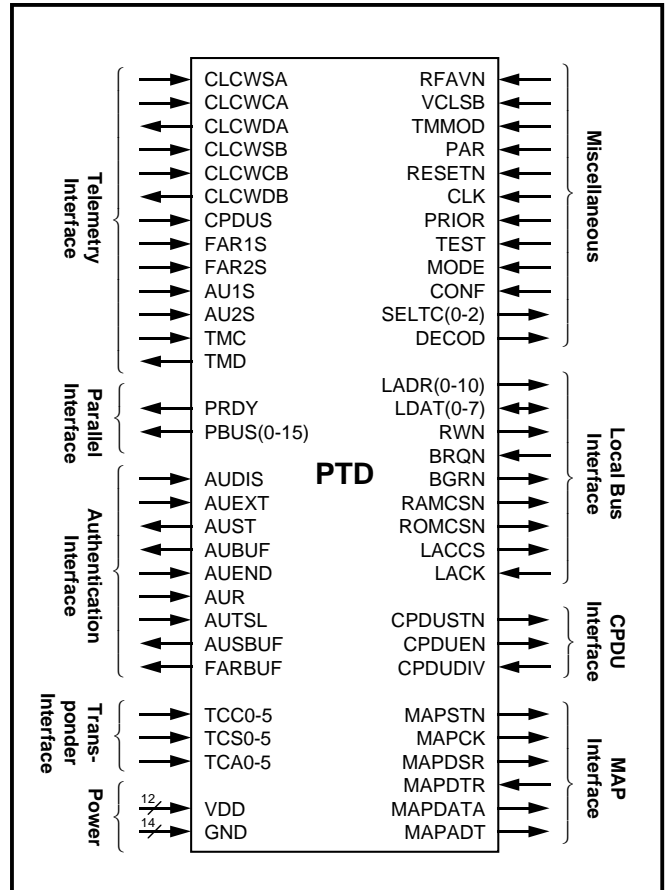 Telemetry
Interface
CLCWSA
CLCWCA
CLCWDA
CLCWSB
CLCWCB
CLCWDB
CPDUS
FAR1S
FAR2S
AU1S
AU2S
TMC
TMD
Parallel
Interface
PRDY
PBUS(0-15)
Authentication
Interface
AUDIS
AUEXT
AUST
AUBUF
AUEND
AUR
AUTSL
AUSBUF
FARBUF
Trans-
ponder
Interface
TCC0-5
TCS0-5
TCA0-5
Power
12
VDD
14
GND
PTD
RFAVN
VCLSB
TMMOD
PAR
RESETN
CLK
PRIOR
TEST
MODE
CONF
SELTC(0-2)
DECOD
Miscellaneous
LADR(0-10)
LDAT(0-7)
RWN
BRQN
BGRN
RAMCSN
ROMCSN
LACCS
LACK
Local Bus
Interface
CPDUSTN
CPDUEN
CPDUDIV
CPDU
Interface
MAPSTN
MAPCK
MAPDSR
MAPDTR
MAPDATA
MAPADT
MAP
Interface